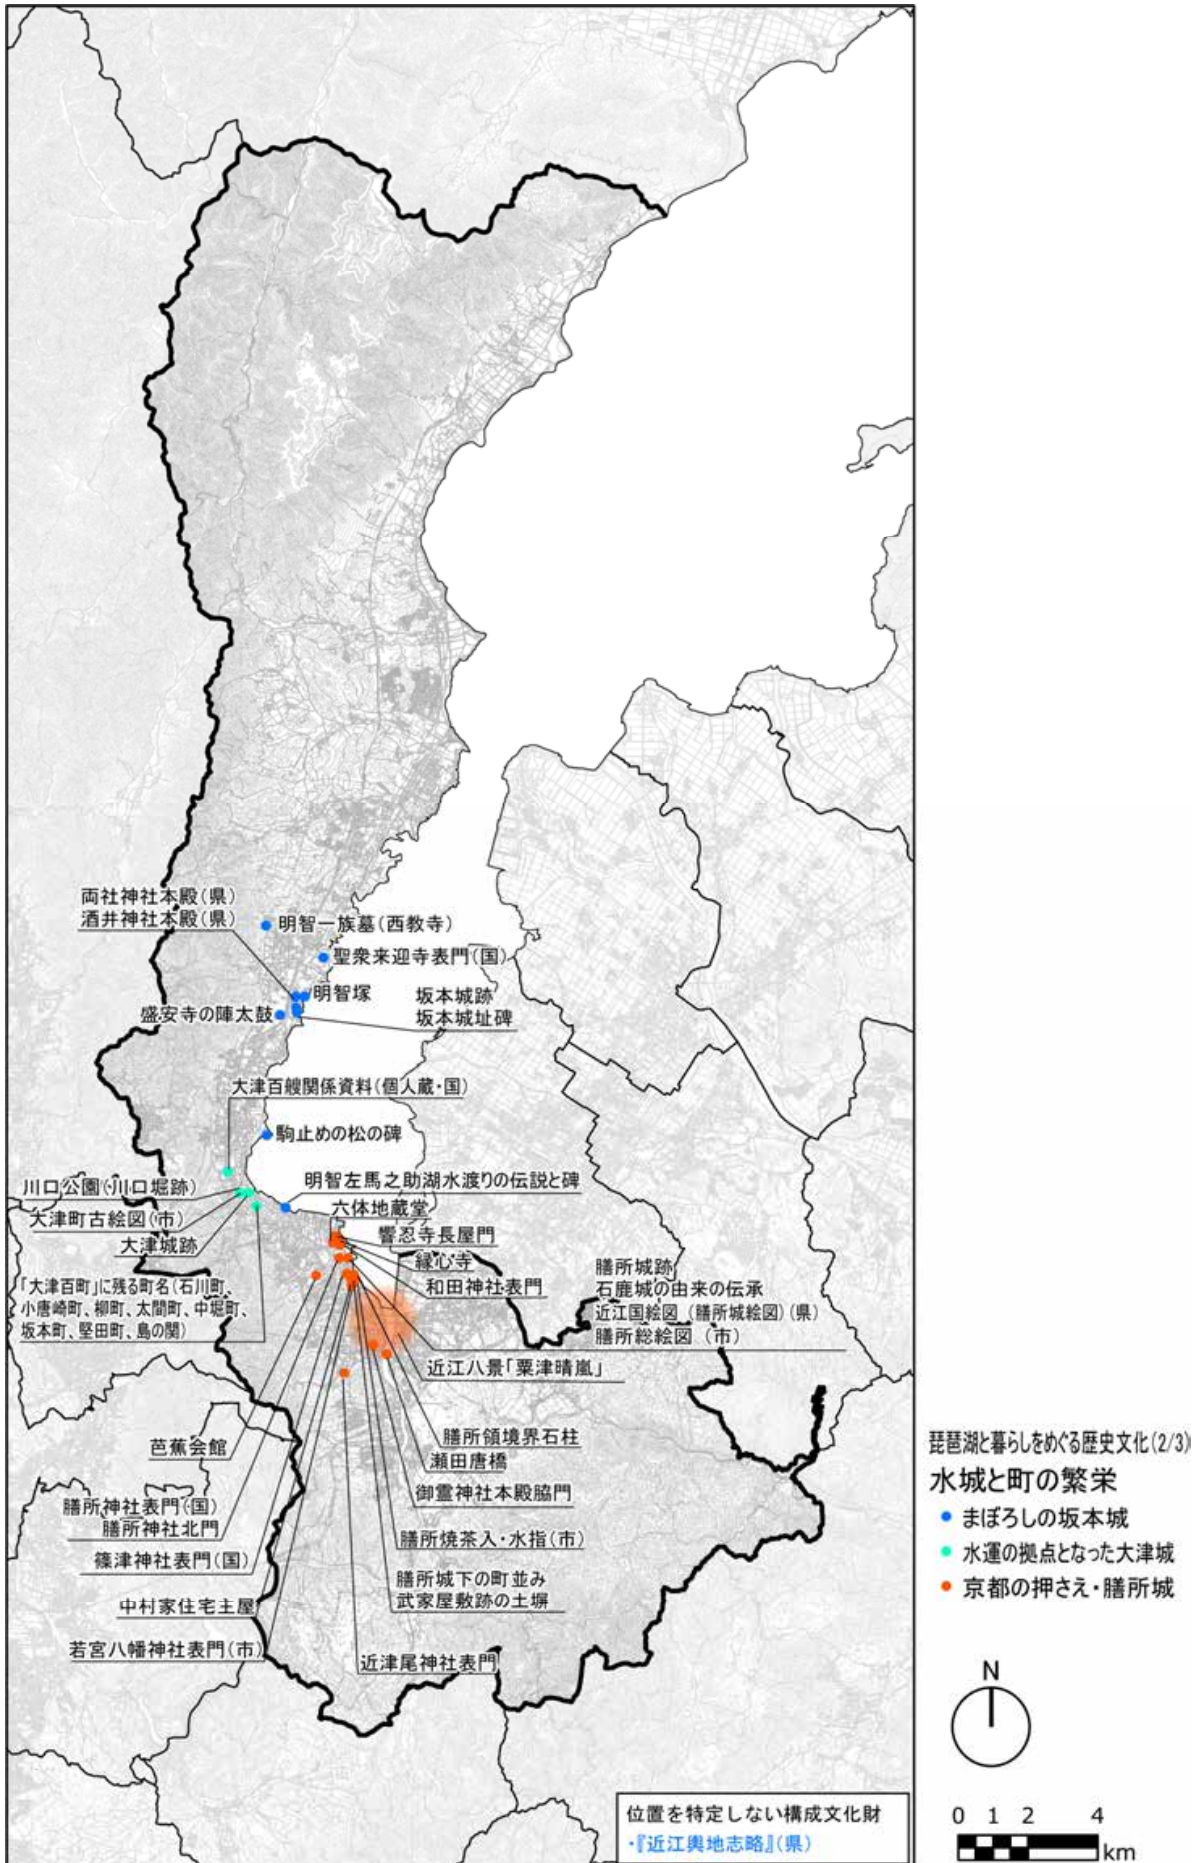 両社神社本殿(県)
酒井神社本殿(県)
明智一族墓(西教寺)
聖衆来迎寺表門(国)
明智塚
坂本城跡
坂本城址碑
盛安寺の陣太鼓
大津百艘関係資料(個人蔵・国)
駒止めの松の碑
明智左馬之助湖水渡りの伝説と碑
川口公園(川口堀跡)
大津町古絵図(市)
大津城跡
「大津百町」に残る町名(石川町、
小唐崎町、柳町、太間町、中堀町、
坂本町、堅田町、島の関)
六体地蔵堂
響忍寺長屋門
縁心寺
和田神社表門
膳所城跡
石鹿城の由来の伝承
近江国絵図(膳所城絵図)(県)
膳所総絵図(市)
近江八景「粟津晴嵐」
膳所領境界石柱
瀬田唐橋
御霊神社本殿脇門
膳所焼茶入・水指(市)
膳所城下の町並み
武家屋敷跡の土塀
近津尾神社表門
芭蕉会館
膳所神社表門(国)
膳所神社北門
篠津神社表門(国)
中村家住宅主屋
若宮八幡神社表門(市)
琵琶湖と暮らしをめぐる歴史文化(2/3)
水城と町の繁栄
まぼろしの坂本城
水運の拠点となった大津城
京都の押さえ・膳所城
N
0 1 2 4
km
位置を特定しない構成文化財
・『近江輿地志略』(県)